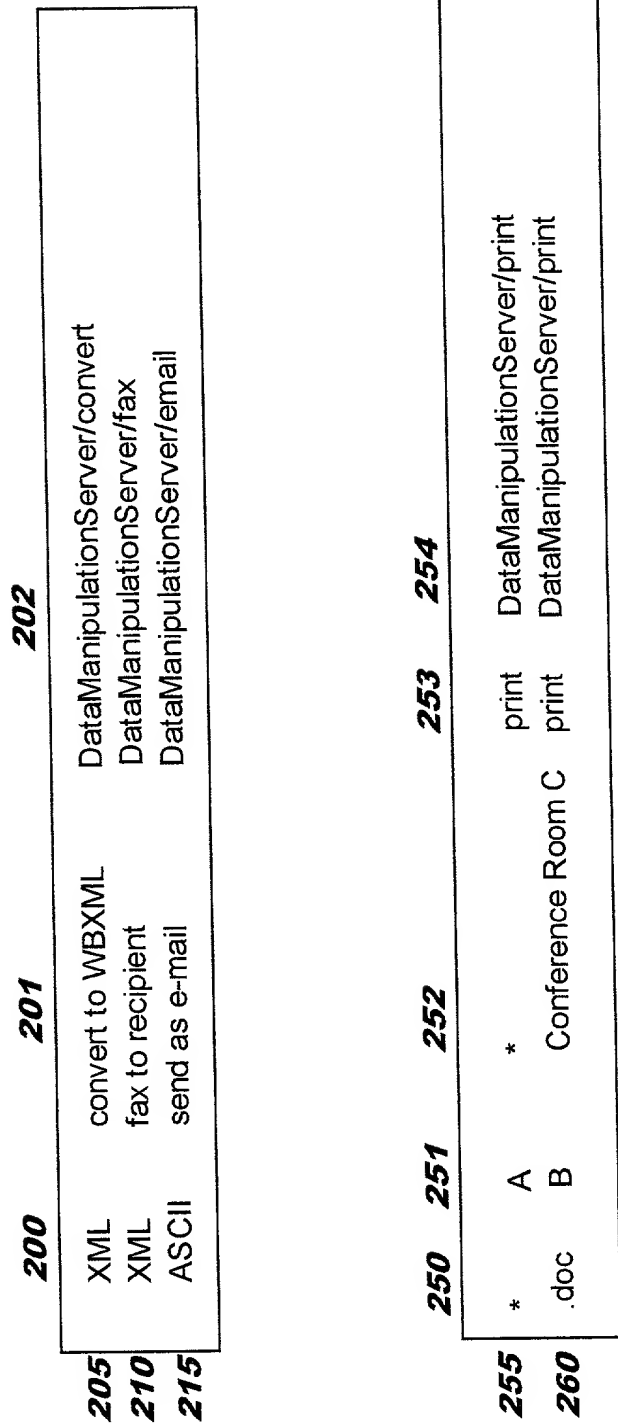 200 201 202
205 XML convert to WBXML DataManipulationServer/convert
210 XML fax to recipient DataManipulationServer/fax
215 ASCII send as e-mail DataManipulationServer/email
250 251 252 253 254
255 * A * print DataManipulationServer/print
260 .doc B Conference Room C print DataManipulationServer/print